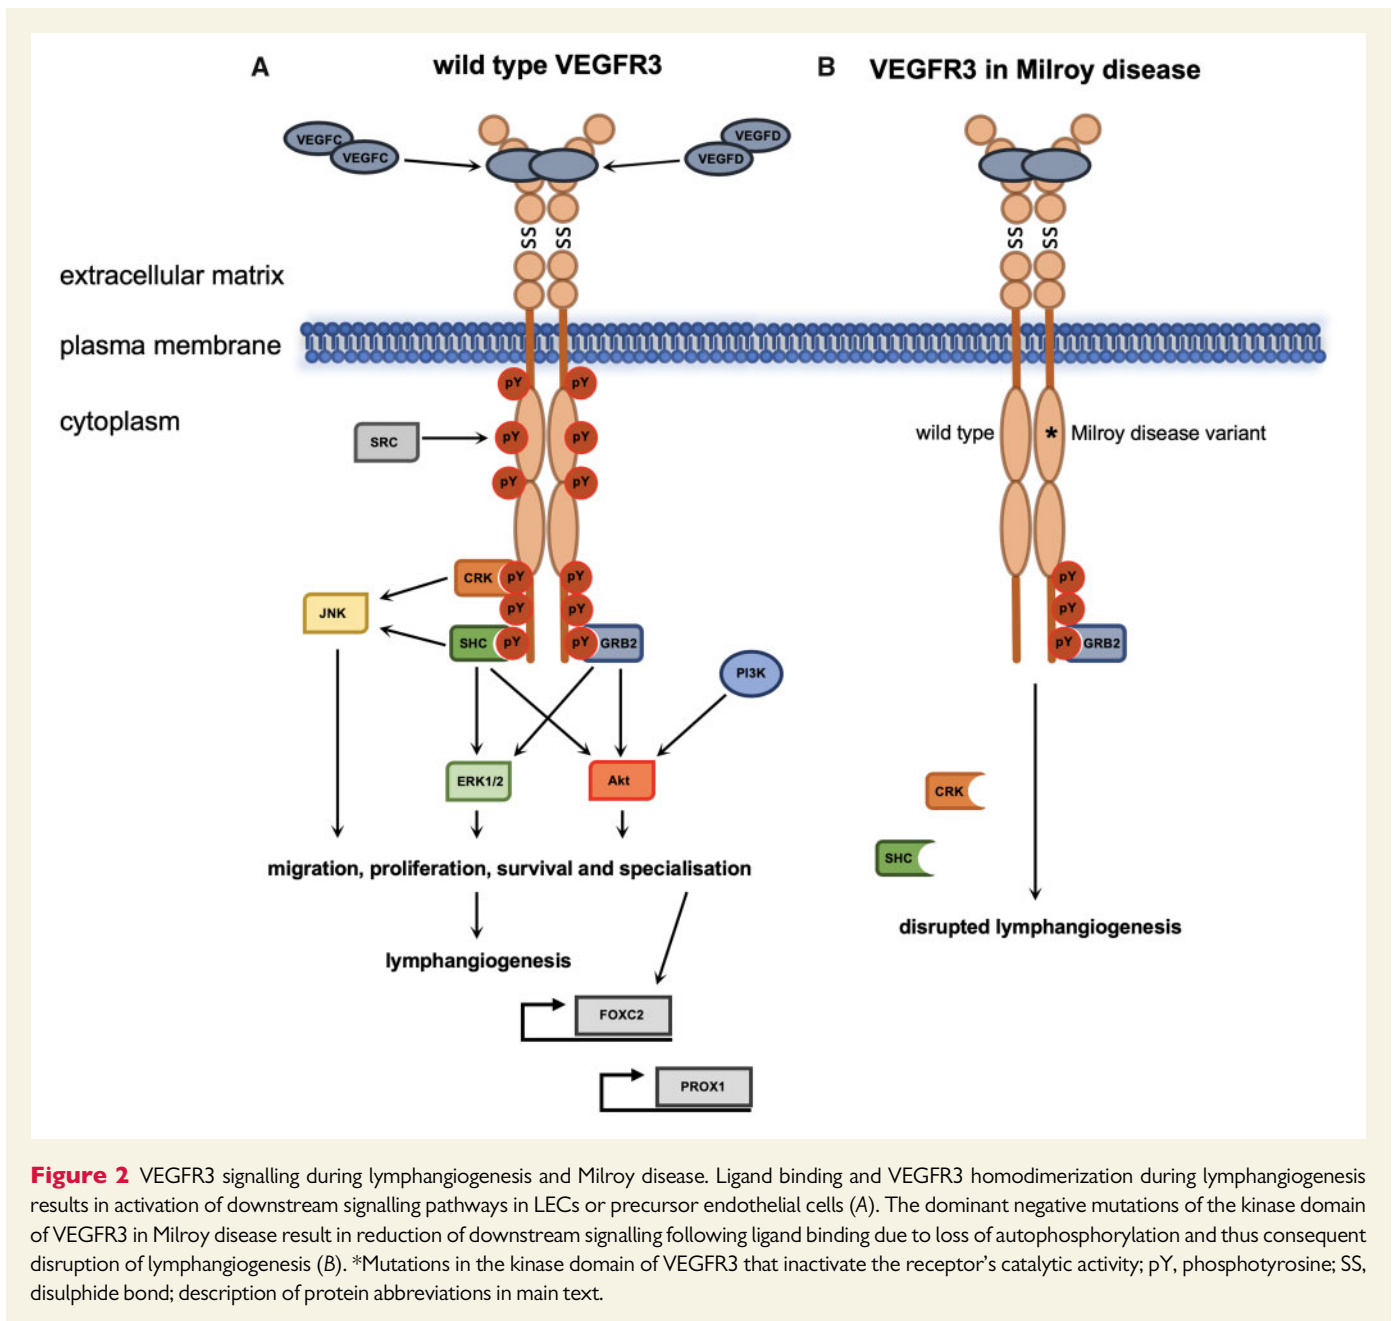 A
wild type VEGFR3
B
VEGFR3 in Milroy disease
VEGFC
VEGFC
VEGFD
VEGFD
SS
SS
SS
SS
extracellular matrix
plasma membrane
cytoplasm
pY
pY
SRC
pY
pY
wild type
*
Milroy disease variant
pY
pY
CRK
pY
pY
pY
JNK
pY
pY
pY
SHC
pY
pY
GRB2
pY
GRB2
PI3K
ERK1/2
Akt
CRK
SHC
migration, proliferation, survival and specialisation
disrupted lymphangiogenesis
lymphangiogenesis
FOXC2
PROX1
Figure 2 VEGFR3 signalling during lymphangiogenesis and Milroy disease. Ligand binding and VEGFR3 homodimerization during lymphangiogenesis
results in activation of downstream signalling pathways in LECs or precursor endothelial cells (A). The dominant negative mutations of the kinase domain
of VEGFR3 in Milroy disease result in reduction of downstream signalling following ligand binding due to loss of autophosphorylation and thus consequent
disruption of lymphangiogenesis (B). *Mutations in the kinase domain of VEGFR3 that inactivate the receptor's catalytic activity; pY, phosphotyrosine; SS,
disulphide bond; description of protein abbreviations in main text.